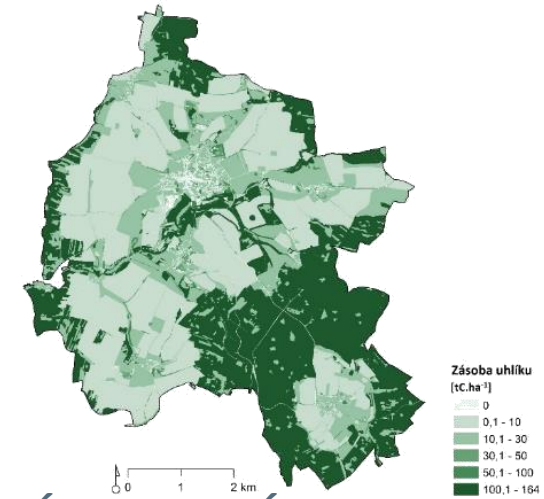 Zásoba uhlíku
[tC.ha⁻¹]
0
0,1 - 10
10,1 - 30
30,1 - 50
50,1 - 100
100,1 - 164
0 1 2 km